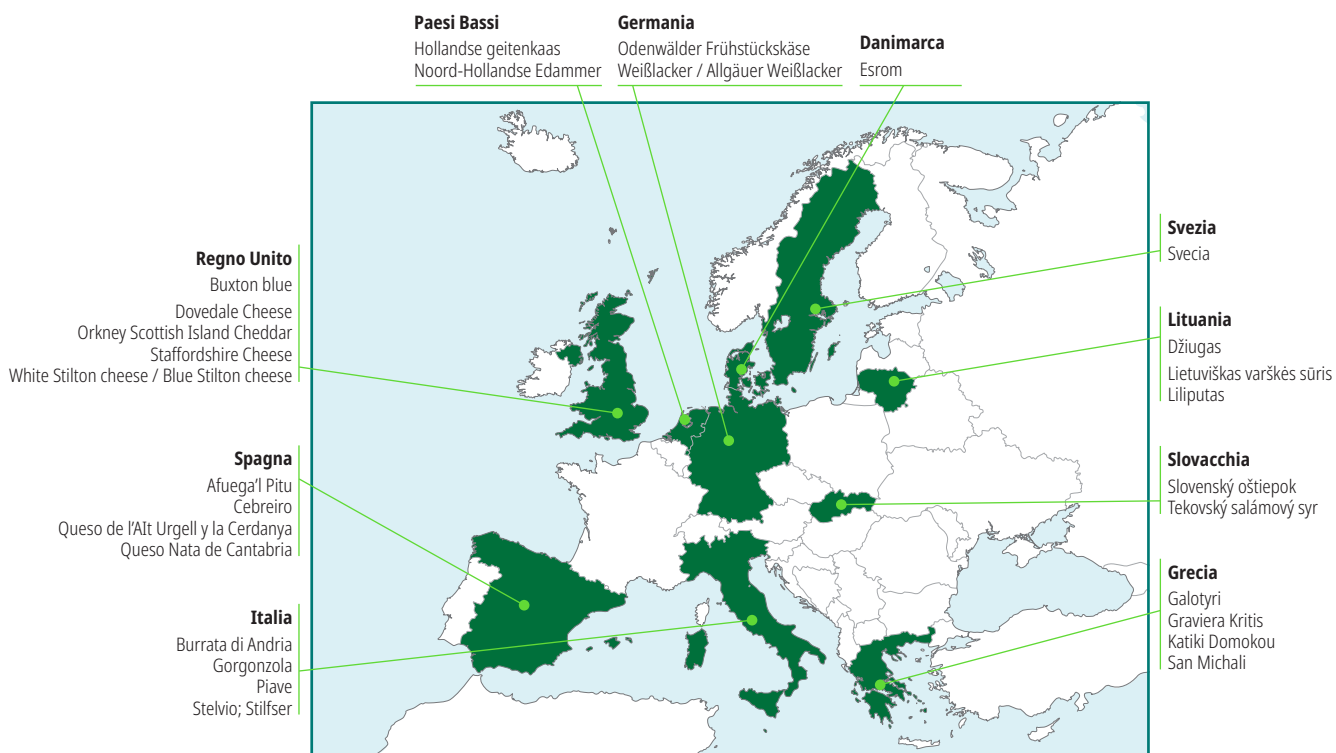 Paesi Bassi
Hollandse geitenkaas
Noord-Hollandse Edammer
Germania
Odenwälder Frühstückskäse
Weißlacker / Allgäuer Weißlacker
Danimarca
Esrom
Regno Unito
Buxton blue
Dovedale Cheese
Orkney Scottish Island Cheddar
Staffordshire Cheese
White Stilton cheese / Blue Stilton cheese
Spagna
Afuega’l Pitu
Cebreiro
Queso de l’AIt Urgell y la Cerdanya
Queso Nata de Cantabria
Italia
Burrata di Andria
Gorgonzola
Piave
Stelvio; Stilfser
Svezia
Svecia
Lituania
Džiugas
Lietuviškas varškės sūris
Liliputas
Slovacchia
Slovenský oštiepok
Tekovský salámový syr
Grecia
Galotyri
Graviera Kritis
Katiki Domokou
San Michali